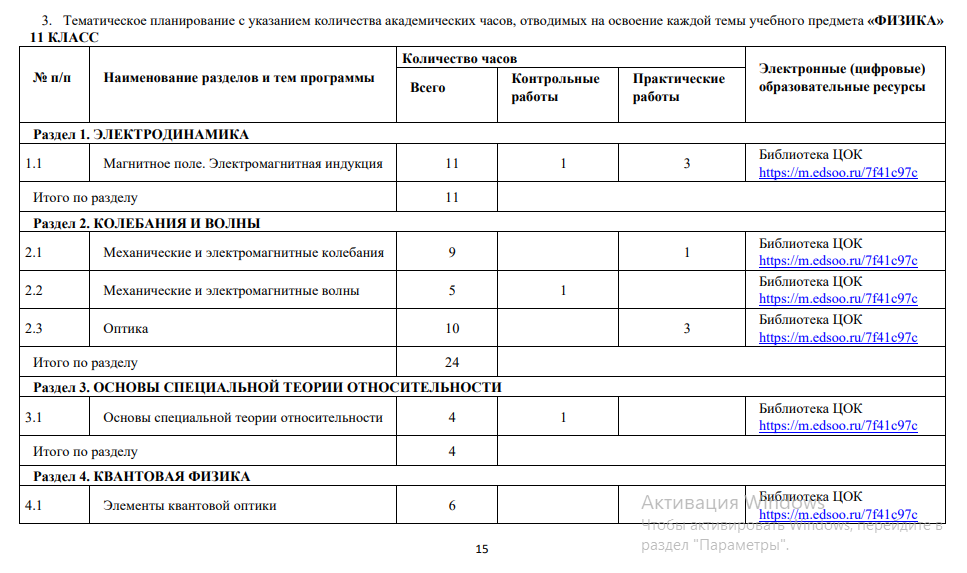 3. Тематическое планирование с указанием количества академических часов, отводимых на освоение каждой темы учебного предмета «ФИЗИКА»
11 КЛАСС
№ п/п
Наименование разделов и тем программы
Количество часов
Электронные (цифровые)
образовательные ресурсы
Всего
Контрольные
работы
Практические
работы
Раздел 1. ЭЛЕКТРОДИНАМИКА
1.1 Магнитное поле. Электромагнитная индукция 11 1 3 Библиотека ЦОК
https://m.edsoo.ru/7f41c97c
Итого по разделу 11
Раздел 2. КОЛЕБАНИЯ И ВОЛНЫ
2.1 Механические и электромагнитные колебания 9 1 Библиотека ЦОК
https://m.edsoo.ru/7f41c97c
2.2 Механические и электромагнитные волны 5 1 Библиотека ЦОК
https://m.edsoo.ru/7f41c97c
2.3 Оптика 10 3 Библиотека ЦОК
https://m.edsoo.ru/7f41c97c
Итого по разделу 24
Раздел 3. ОСНОВЫ СПЕЦИАЛЬНОЙ ТЕОРИИ ОТНОСИТЕЛЬНОСТИ
3.1 Основы специальной теории относительности 4 1 Библиотека ЦОК
https://m.edsoo.ru/7f41c97c
Итого по разделу 4
Раздел 4. КВАНТОВАЯ ФИЗИКА
4.1 Элементы квантовой оптики 6 Библиотека ЦОК
https://m.edsoo.ru/7f41c97c
Активация Windows
Чтобы активировать Windows, перейдите в
раздел "Параметры".
15